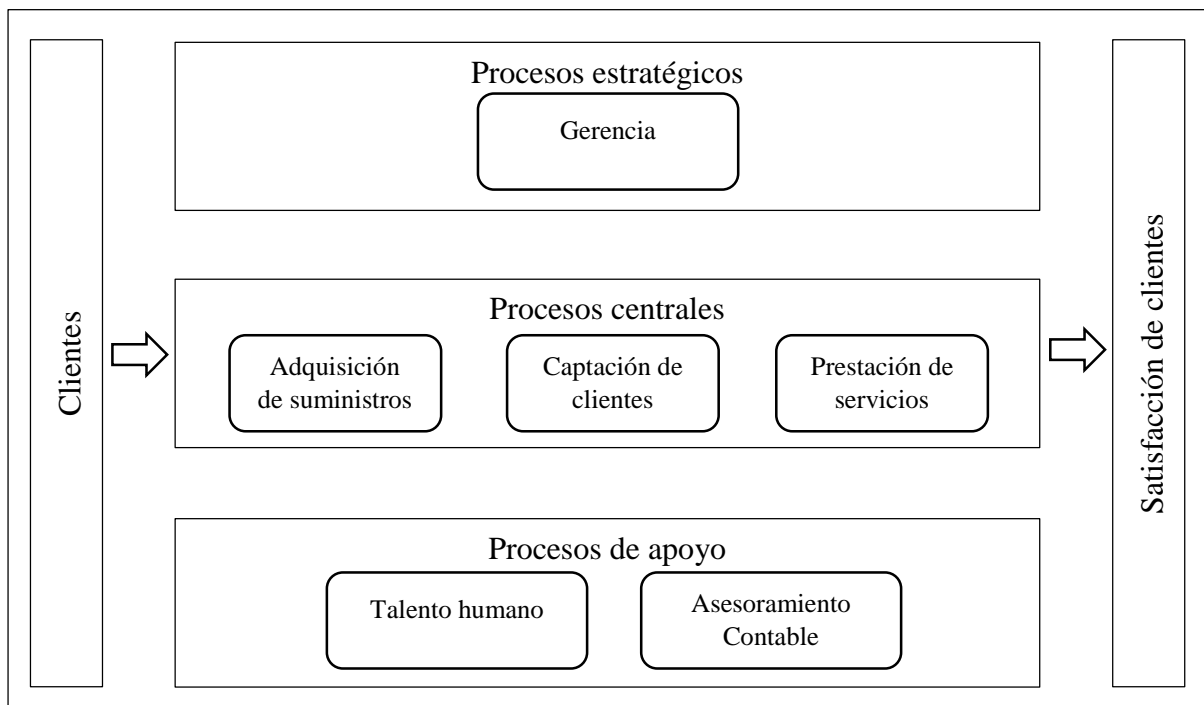 Clientes
Procesos estratégicos
Gerencia
Procesos centrales
Adquisición
de suministros
Captación de
clientes
Prestación de
servicios
Procesos de apoyo
Talento humano
Asesoramiento
Contable
Satisfacción de clientes